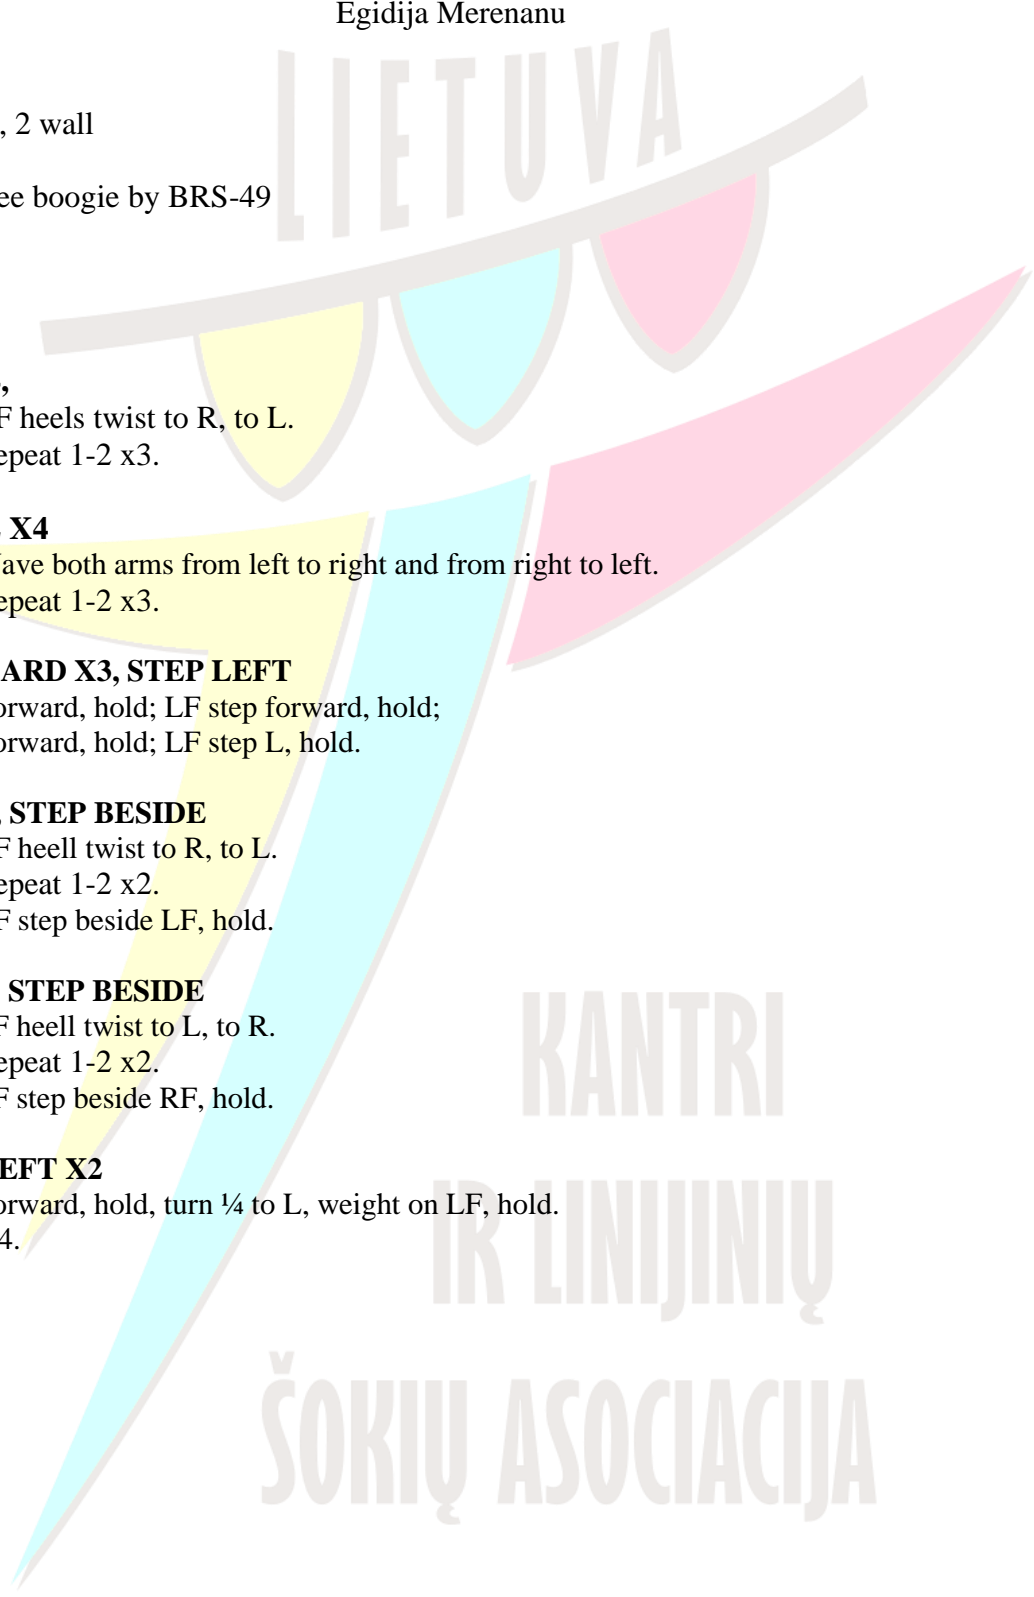 Egidija Merenanu
LIETUVA
, 2 wall
ee boogie by BRS-49
,
F heels twist to R, to L.
epeat 1-2 x3.
X4
ave both arms from left to right and from right to left.
epeat 1-2 x3.
ARD X3, STEP LEFT
orward, hold; LF step forward, hold;
orward, hold; LF step L, hold.
, STEP BESIDE
F heell twist to R, to L.
epeat 1-2 x2.
F step beside LF, hold.
STEP BESIDE
F heell twist to L, to R.
epeat 1-2 x2.
F step beside RF, hold.
EFT X2
orward, hold, turn ¼ to L, weight on LF, hold.
4.
KANTRI
IR LINIJINIŲ
ŠOKIŲ ASOCIACIJA